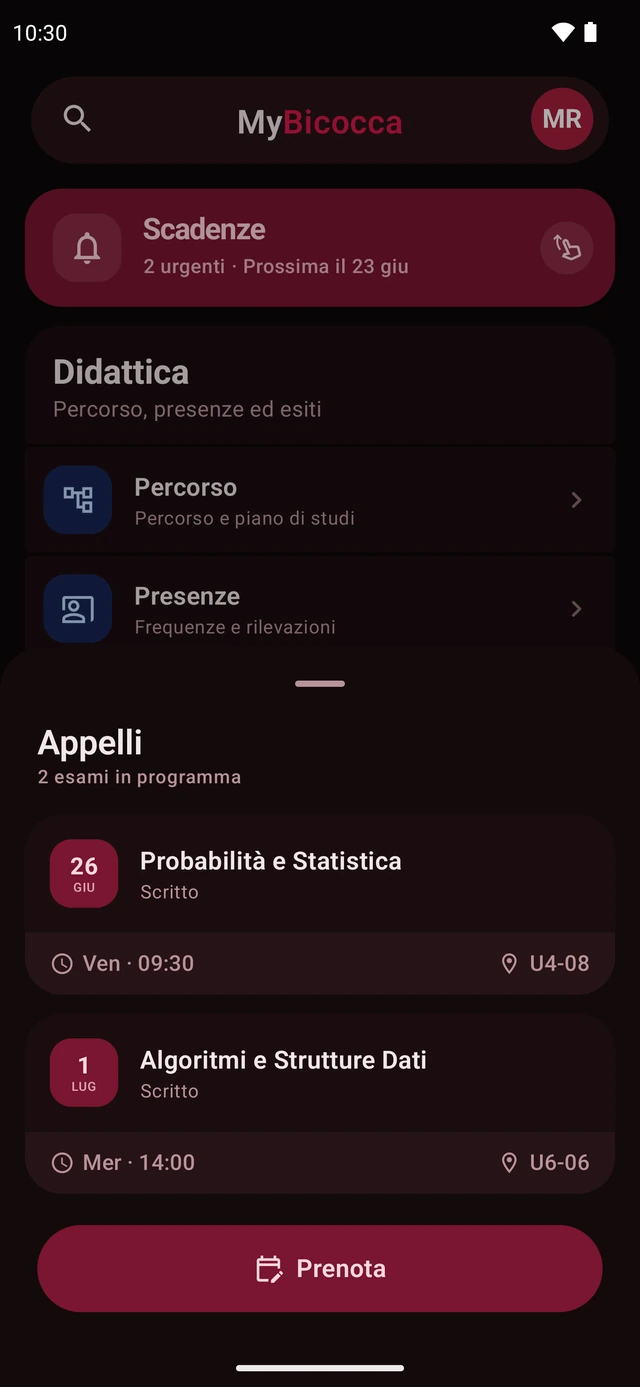 10:30
MyBicocca
MR
Scadenze
2 urgenti · Prossima il 23 giu
Didattica
Percorso, presenze ed esiti
Percorso
Percorso e piano di studi
Presenze
Frequenze e rilevazioni
Appelli
2 esami in programma
26
GIU
Probabilità e Statistica
Scritto
Ven · 09:30
U4-08
1
LUG
Algoritmi e Strutture Dati
Scritto
Mer · 14:00
U6-06
Prenota